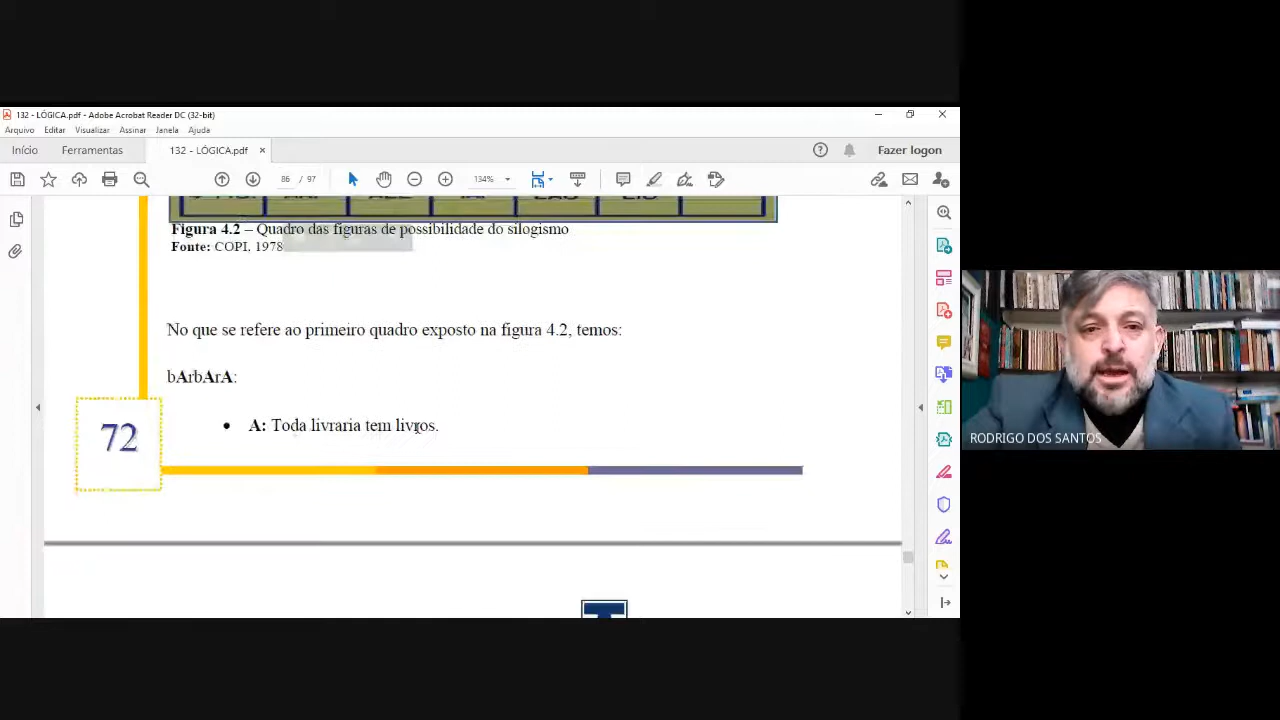 132 - LÓGICA.pdf - Adobe Acrobat Reader DC (32-bit)
Arquivo Editar Visualizar Assinar Janela Ajuda
Início Ferramentas 132 - LÓGICA.pdf × Fazer logon
86 / 97 134%
Figura 4.2 – Quadro das figuras de possibilidade do silogismo
Fonte: COPI, 1978
No que se refere ao primeiro quadro exposto na figura 4.2, temos:
bArbArA:
• A: Toda livraria tem livros.
72
RODRIGO DOS SANTOS